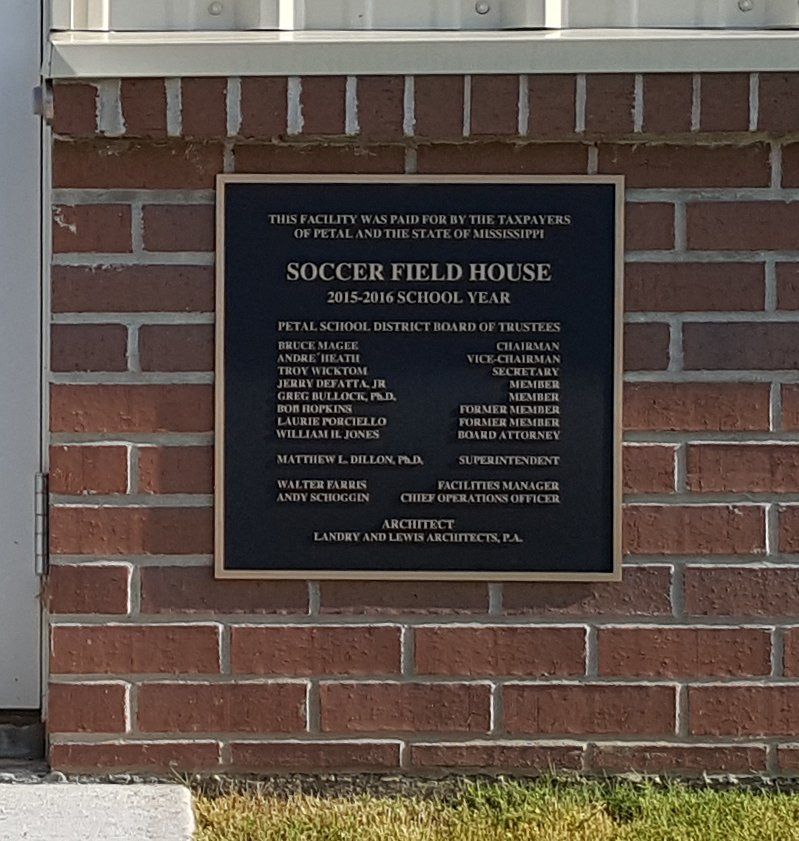 THIS FACILITY WAS PAID FOR BY THE TAXPAYERS
OF PETAL AND THE STATE OF MISSISSIPPI
SOCCER FIELD HOUSE
2015-2016 SCHOOL YEAR
PETAL SCHOOL DISTRICT BOARD OF TRUSTEES
BRUCE MAGEE CHAIRMAN
ANDRE´ HEATH VICE-CHAIRMAN
TROY WICKTOM SECRETARY
JERRY DEFATTA, JR MEMBER
GREG BULLOCK, Ph.D. MEMBER
BOB HOPKINS FORMER MEMBER
LAURIE PORCIELLO FORMER MEMBER
WILLIAM H. JONES BOARD ATTORNEY
MATTHEW L. DILLON, Ph.D. SUPERINTENDENT
WALTER FARRIS FACILITIES MANAGER
ANDY SCHOGGIN CHIEF OPERATIONS OFFICER
ARCHITECT
LANDRY AND LEWIS ARCHITECTS, P.A.